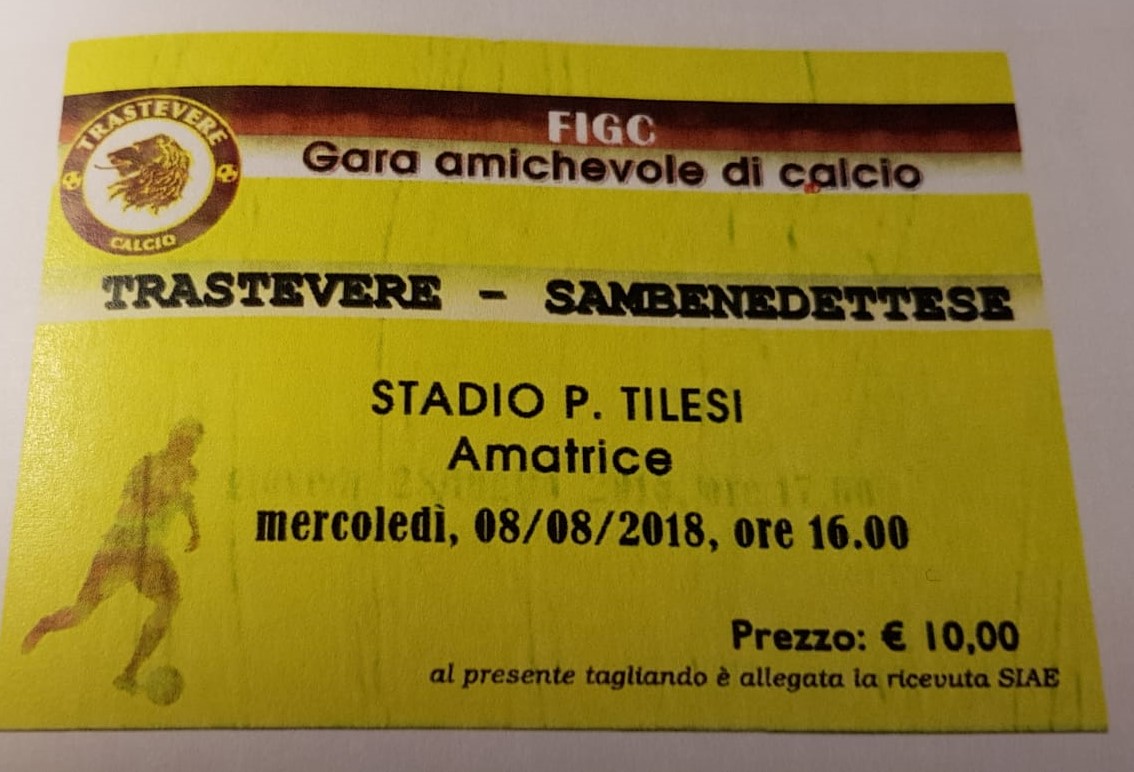 TRASTEVERE
CALCIO
FIGC
Gara amichevole di calcio
TRASTEVERE - SAMBENEDETTESE
STADIO P. TILESI
Amatrice
mercoledì, 08/08/2018, ore 16.00
Prezzo: € 10,00
al presente tagliando è allegata la ricevuta SIAE